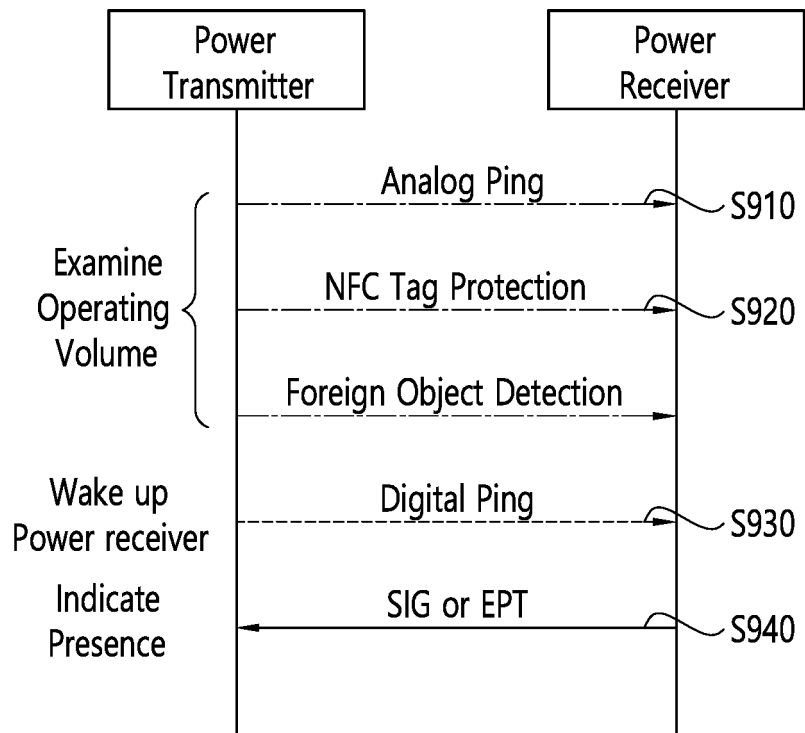 Power
Transmitter
Power
Receiver
Analog Ping
S910
Examine
Operating
Volume
NFC Tag Protection
S920
Foreign Object Detection
Wake up
Power receiver
Digital Ping
S930
Indicate
Presence
SIG or EPT
S940